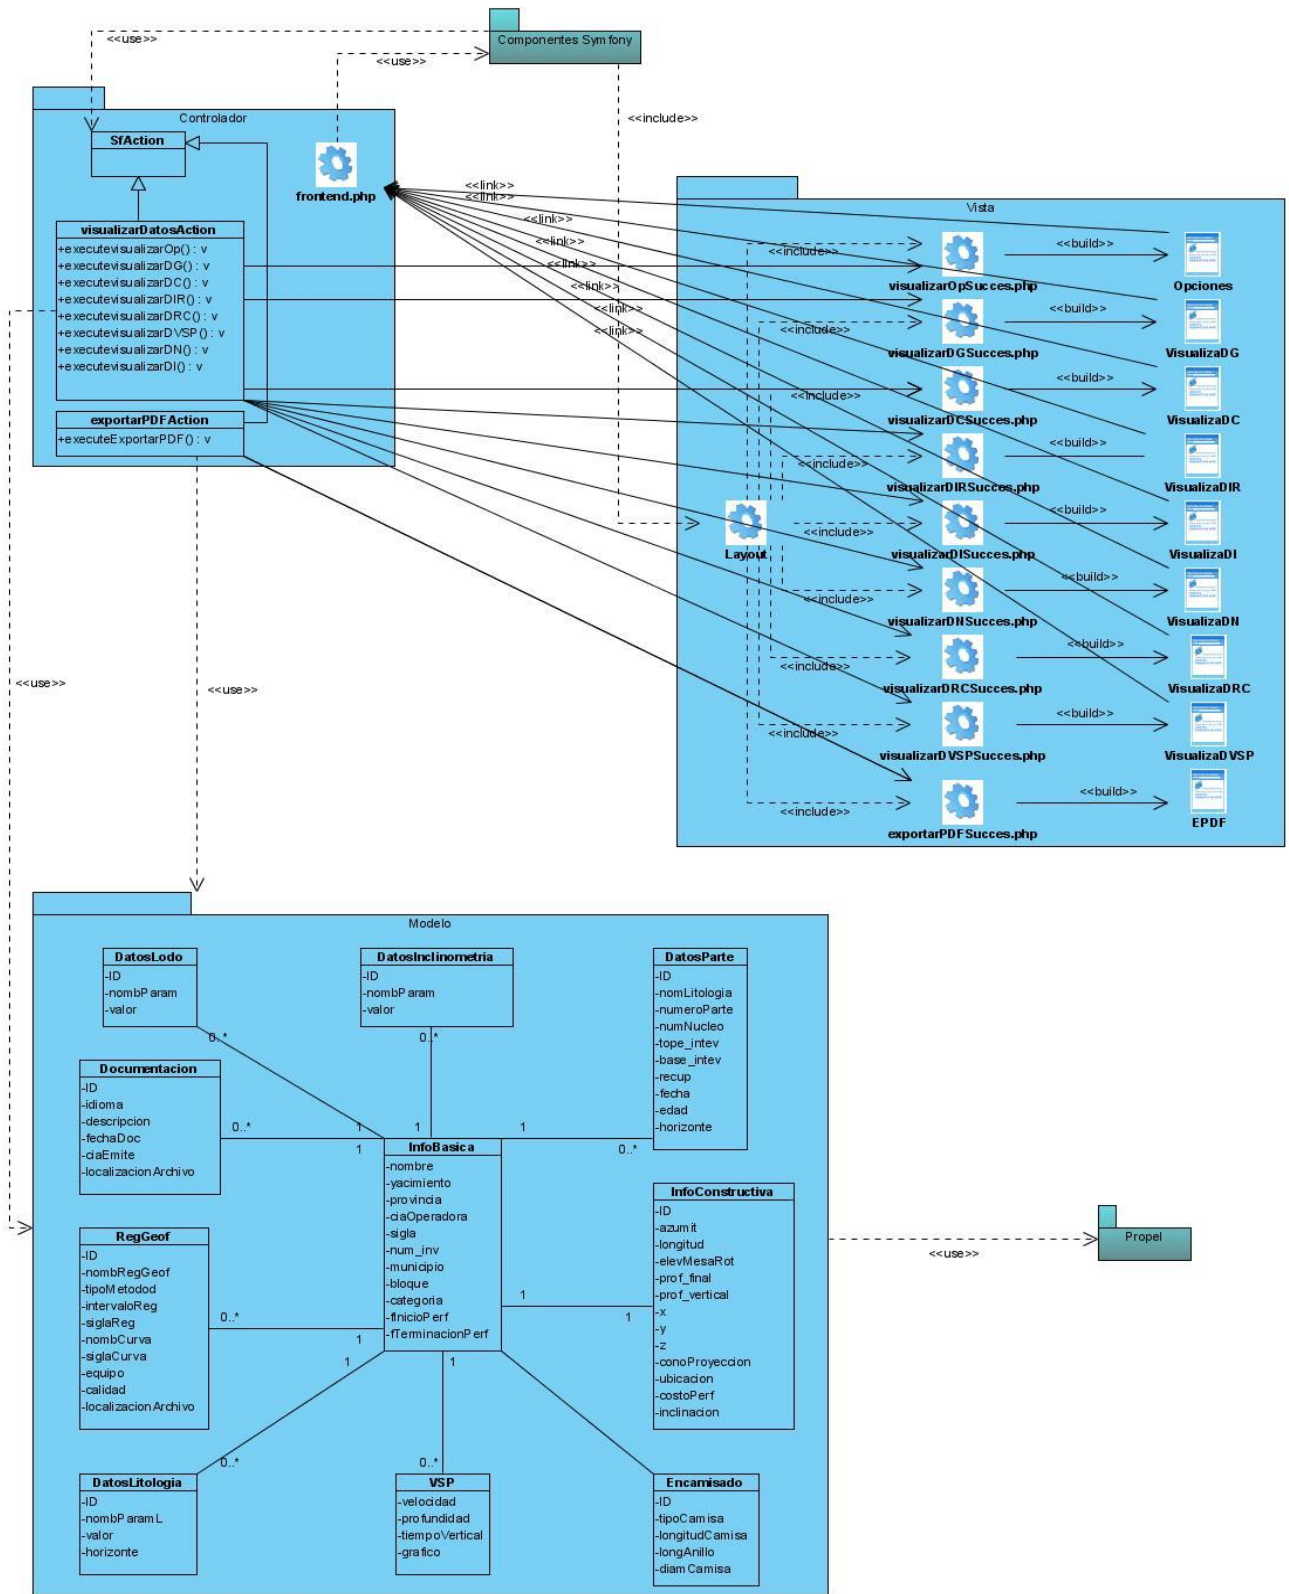 Componentes Symfony
<<use>>
<<use>>
<<include>>
Controlador
SfAction
frontend.php
visualizarDatosAction
+executevisualizarOp() : v
+executevisualizarDG() : v
+executevisualizarDC() : v
+executevisualizarDIR() : v
+executevisualizarDRC() : v
+executevisualizarDVSP() : v
+executevisualizarDN() : v
+executevisualizarDI() : v
exportarPDFAction
+executeExportarPDF() : v
<<link>>
<<link>>
<<link>>
<<link>>
<<link>>
<<link>>
<<link>>
<<link>>
Vista
<<include>>
<<build>>
visualizarOpSucces.php
Opciones
<<include>>
<<build>>
visualizarDGSucces.php
VisualizaDG
<<include>>
<<build>>
visualizarDCSucces.php
VisualizaDC
<<include>>
<<build>>
visualizarDIRSucces.php
VisualizaDIR
Layout
<<include>>
<<build>>
visualizarDISucces.php
VisualizaDI
<<include>>
<<build>>
visualizarDNSucces.php
VisualizaDN
<<include>>
<<build>>
visualizarDRCSucces.php
VisualizaDRC
<<include>>
<<build>>
visualizarDVSPSucces.php
VisualizaDVSP
<<include>>
<<build>>
exportarPDFSucces.php
EPDF
<<use>>
<<use>>
Modelo
DatosLodo
-ID
-nombParam
-valor
0..*
DatosInclinometria
-ID
-nombParam
-valor
0..*
DatosParte
-ID
-nomLitologia
-numeroParte
-numNucleo
-tope_intev
-base_intev
-recup
-fecha
-edad
-horizonte
Documentacion
-ID
-idioma
-descripcion
-fechaDoc
-ciaEmite
-localizacionArchivo
0..*
1
1
1
1
0..*
InfoBasica
-nombre
-yacimiento
-provincia
-ciaOperadora
-sigla
-num_inv
-municipio
-bloque
-categoria
-fInicioPerf
-fTerminacionPerf
InfoConstructiva
-ID
-azumit
-longitud
-elevMesaRot
-prof_final
-prof_vertical
-x
-y
-z
-conoProyeccion
-ubicacion
-costoPerf
-inclinacion
1
1
RegGeof
-ID
-nombRegGeof
-tipoMetodod
-intervaloReg
-siglaReg
-nombCurva
-siglaCurva
-equipo
-calidad
-localizacionArchivo
0..*
1
1
1
<<use>>
Propel
0..*
0..*
DatosLitologia
-ID
-nombParamL
-valor
-horizonte
VSP
-velocidad
-profundidad
-tiempoVertical
-grafico
Encamisado
-ID
-tipoCamisa
-longitudCamisa
-longAnillo
-diamCamisa